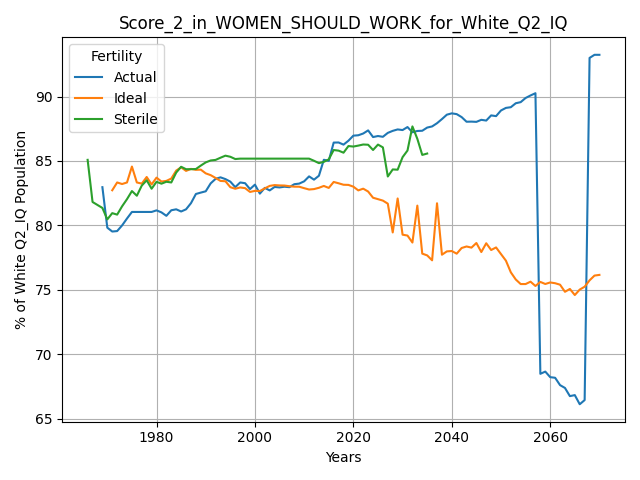 Score_2_in_WOMEN_SHOULD_WORK_for_White_Q2_IQ
Fertility
Actual
Ideal
Sterile
% of White Q2_IQ Population
90
85
80
75
70
65
1980
2000
2020
2040
2060
Years